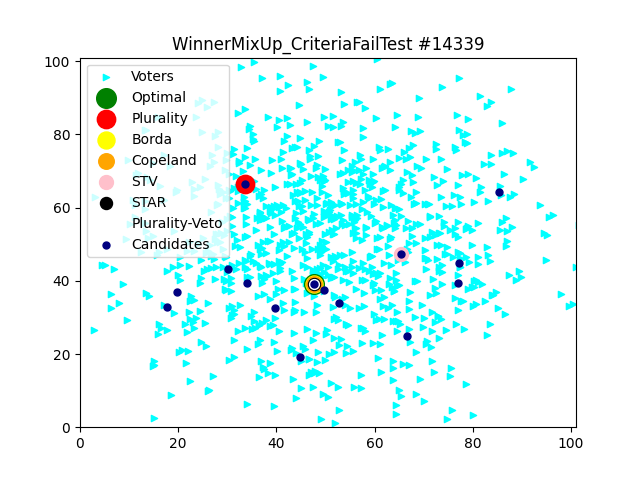 WinnerMixUp_CriteriaFailTest #14339
100
80
60
40
20
0
Voters
Optimal
Plurality
Borda
Copeland
STV
STAR
Plurality-Veto
Candidates
0 20 40 60 80 100